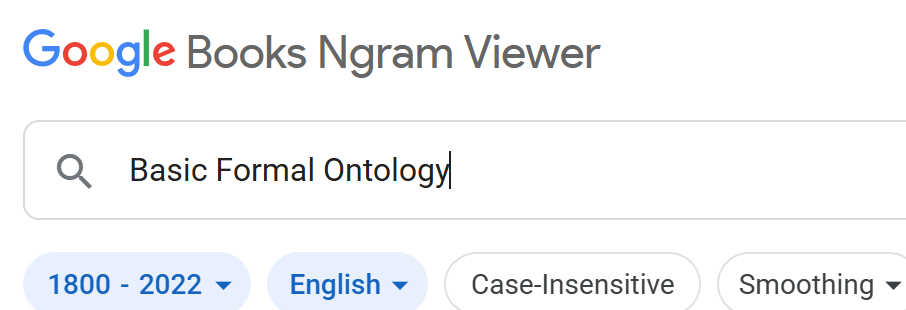 Google Books Ngram Viewer
Basic Formal Ontology
1800 - 2022 English Case-Insensitive Smoothing